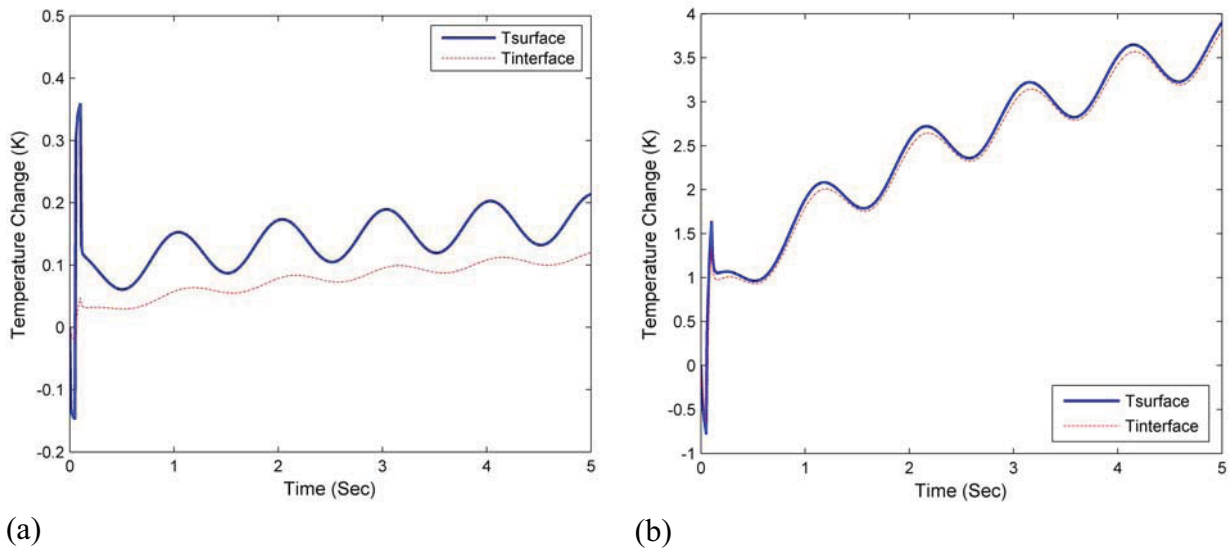 0.5
0.4
0.3
0.2
0.1
0
-0.1
-0.2
Temperature Change (K)
Tsurface
Tinterface
0 1 2 3 4 5
Time (Sec)
(a)
4
3.5
3
2.5
2
1.5
1
0.5
0
-0.5
-1
Temperature Change (K)
Tsurface
Tinterface
0 1 2 3 4 5
Time (Sec)
(b)